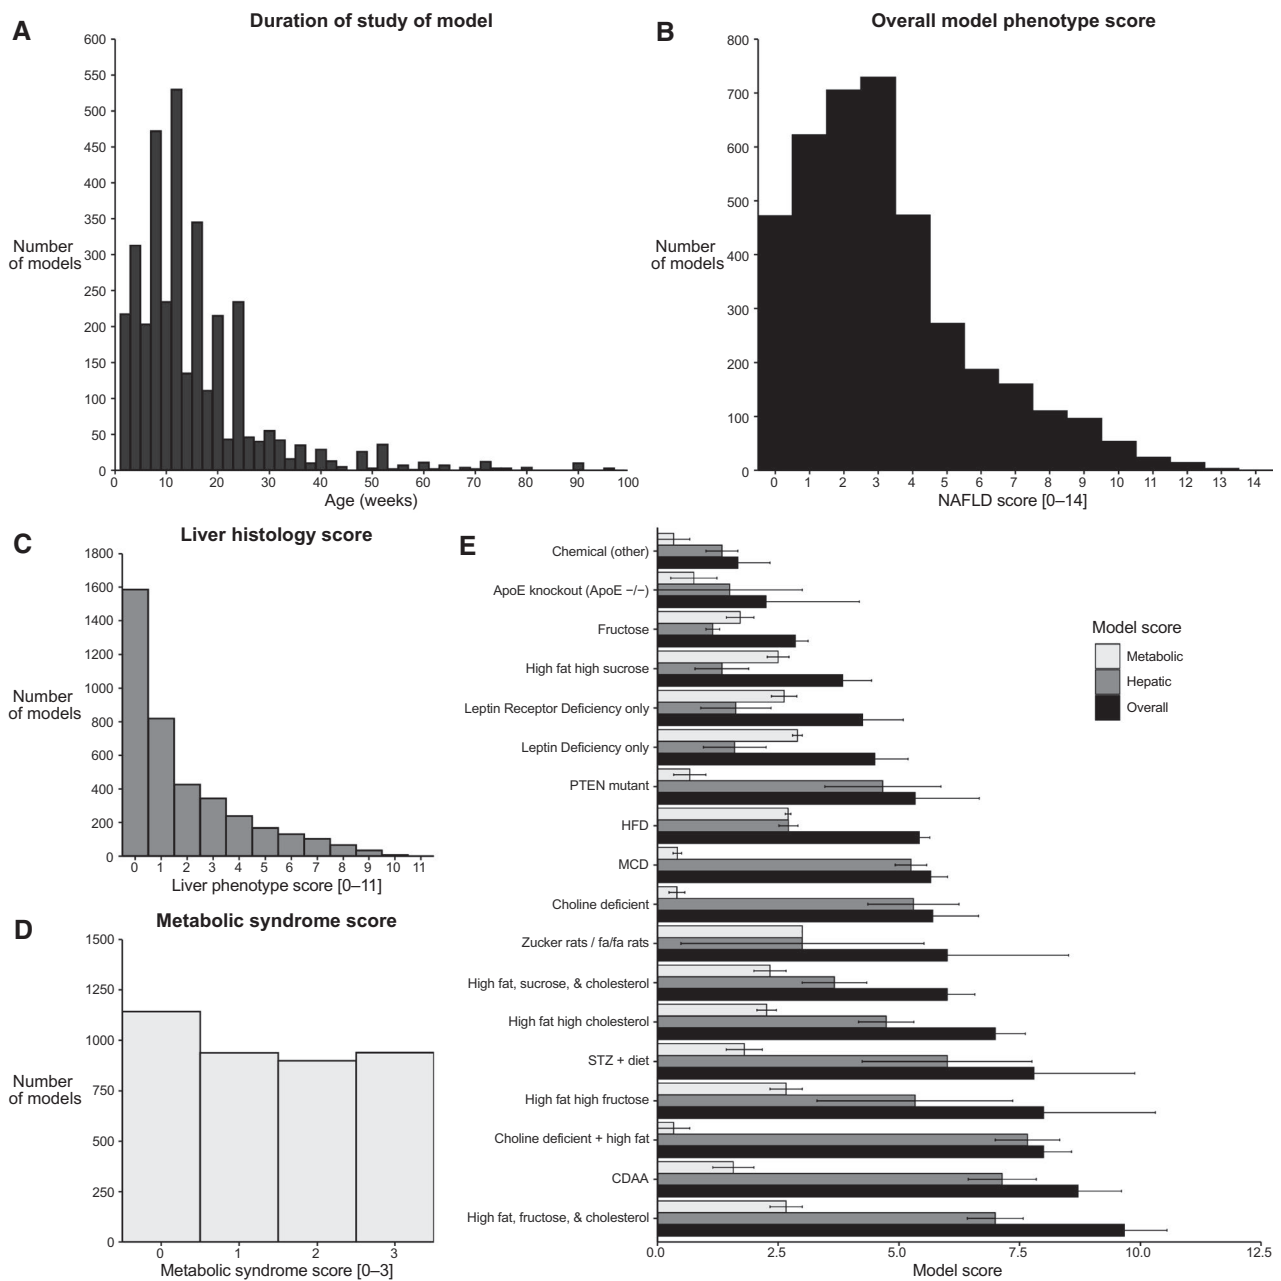 A
Duration of study of model
600
550
500
450
400
350
300
250
200
150
100
50
0
Number
of models
0 10 20 30 40 50 60 70 80 90 100
Age (weeks)
B
Overall model phenotype score
800
700
600
500
400
300
200
100
0
Number
of models
0 1 2 3 4 5 6 7 8 9 10 11 12 13 14
NAFLD score [0–14]
C
Liver histology score
1800
1600
1400
1200
1000
800
600
400
200
0
Number
of models
0 1 2 3 4 5 6 7 8 9 10 11
Liver phenotype score [0–11]
D
Metabolic syndrome score
1500
1250
1000
750
500
250
0
Number
of models
0 1 2 3
Metabolic syndrome score [0–3]
E
Chemical (other)
ApoE knockout (ApoE −/−)
Fructose
High fat high sucrose
Leptin Receptor Deficiency only
Leptin Deficiency only
PTEN mutant
HFD
MCD
Choline deficient
Zucker rats / fa/fa rats
High fat, sucrose, & cholesterol
High fat high cholesterol
STZ + diet
High fat high fructose
Choline deficient + high fat
CDAA
High fat, fructose, & cholesterol
0.0 2.5 5.0 7.5 10.0 12.5
Model score
Model score
Metabolic
Hepatic
Overall